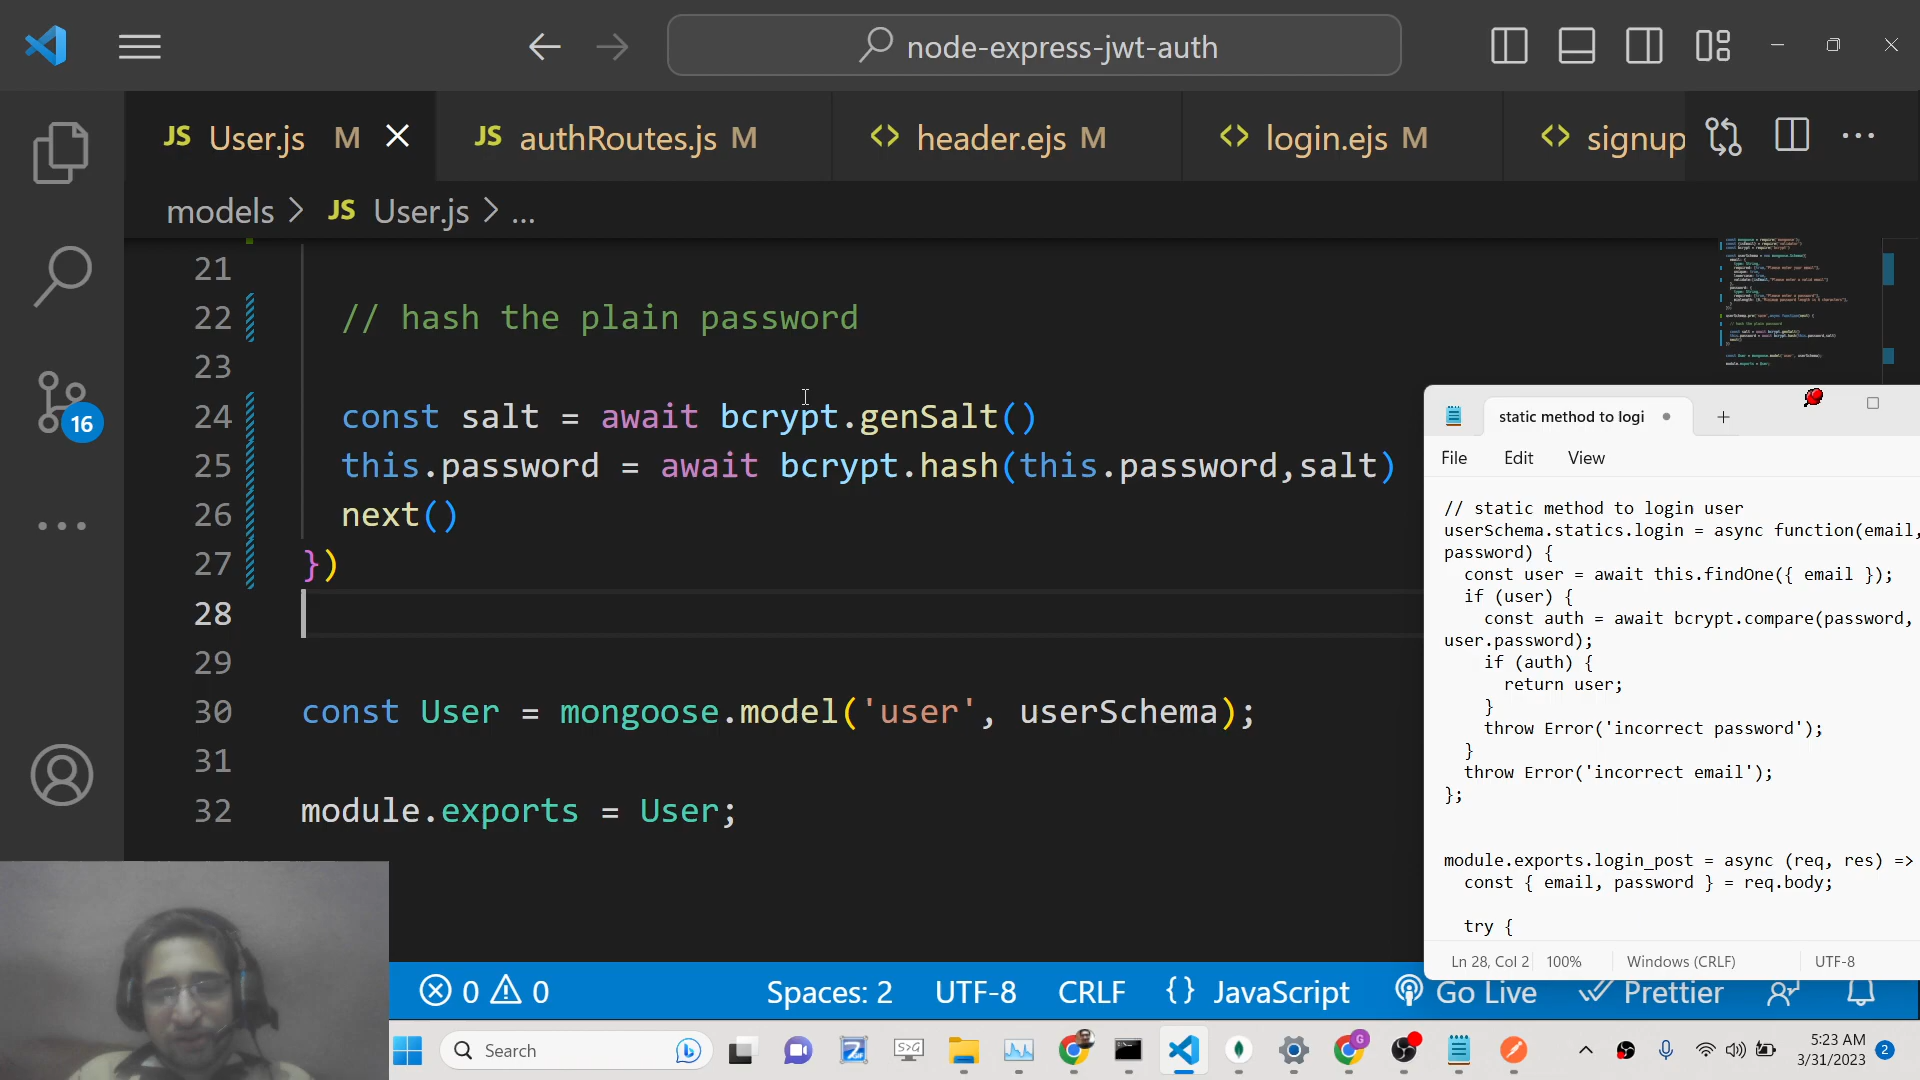 node-express-jwt-auth
JS User.js M
JS authRoutes.js M
<> header.ejs M
<> login.ejs M
<> signup
models > JS User.js > ...
21
22 // hash the plain password
23
24 const salt = await bcrypt.genSalt()
25 this.password = await bcrypt.hash(this.password,salt)
26 next()
27 })
28
29
30 const User = mongoose.model('user', userSchema);
31
32 module.exports = User;
16
static method to logi
File Edit View
// static method to login user
userSchema.statics.login = async function(email,
password) {
const user = await this.findOne({ email });
if (user) {
const auth = await bcrypt.compare(password,
user.password);
if (auth) {
return user;
}
throw Error('incorrect password');
}
throw Error('incorrect email');
};
module.exports.login_post = async (req, res) =>
const { email, password } = req.body;
try {
Ln 28, Col 2 100% Windows (CRLF) UTF-8
0 0 Spaces: 2 UTF-8 CRLF {} JavaScript Go Live Prettier
Search
5:23 AM
3/31/2023
2